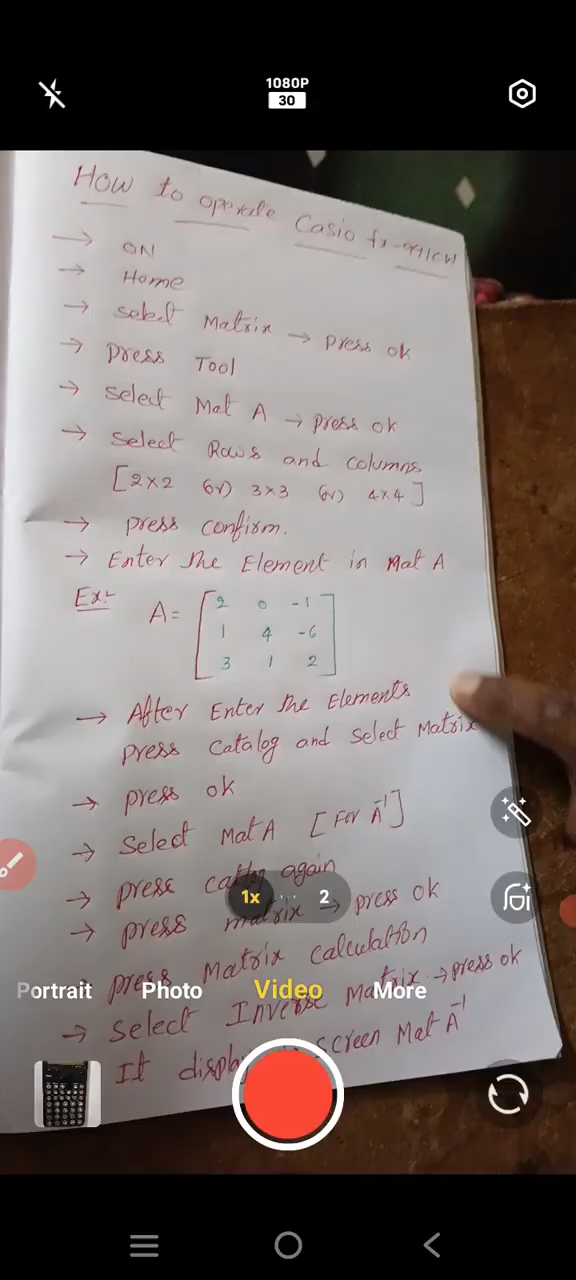 1080P
30
How to operate Casio fx-991CW
→ ON
→ Home
→ select Matrix → press ok
→ press Tool
→ select Mat A → press ok
→ select Rows and columns
[2×2 (or) 3×3 (or) 4×4]
→ press confirm.
→ Enter the Element in Mat A
Ex:- A = [2 0 -1
1 4 -6
3 1 2]
→ After Enter the Elements
press Catalog and select Matrix
→ press ok
→ select Mat A [For A⁻¹]
→ press again
1x 2
→ press matrix → press ok
press Matrix Calculation
Portrait Photo Video More
→ select Inverse Matrix → press ok
It screen Mat A⁻¹